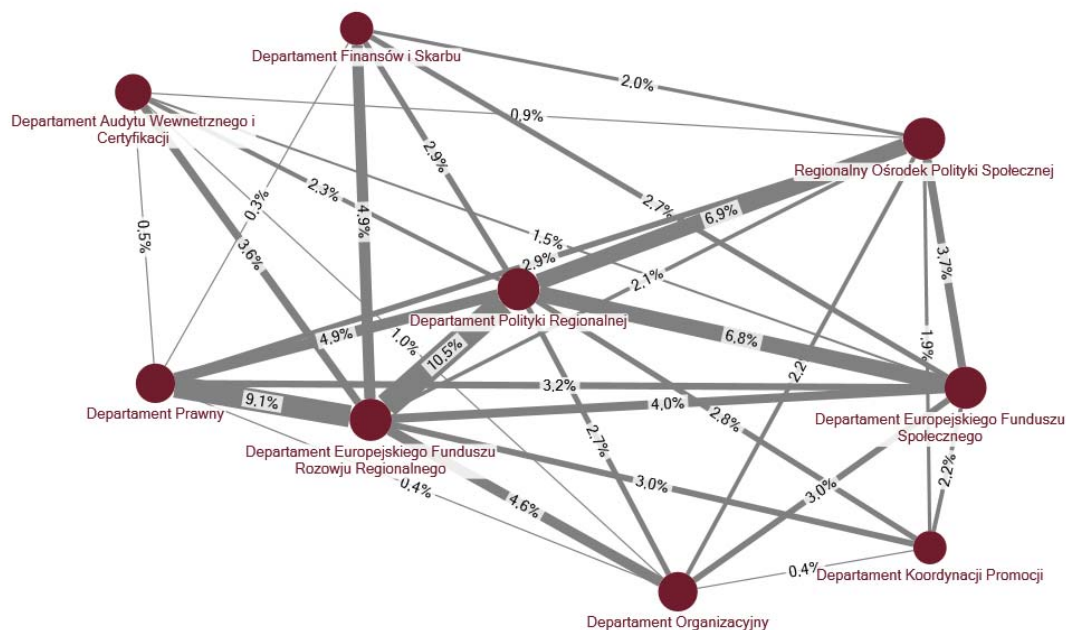 Departament Finansów i Skarbu
2.0%
Departament Audytu Wewnetrznego i
Certyfikacji
0.9%
Regionalny Ośrodek Polityki Społecznej
2.9%
2.3%
0.3%
4.9%
2.7%
6.9%
0.5%
3.6%
1.5%
2.9%
2.1%
3.7%
Departament Polityki Regionalnej
4.9%
10.5%
1.0%
6.8%
1.9%
2.2
Departament Prawny
9.1%
3.2%
4.0%
Departament Europejskiego Funduszu
Społecznego
Departament Europejskiego Funduszu
Rozowju Regionalnego
2.7%
2.8%
0.4%
4.6%
3.0%
3.0%
2.2%
0.4%
Departament Koordynacji Promocji
Departament Organizacyjny